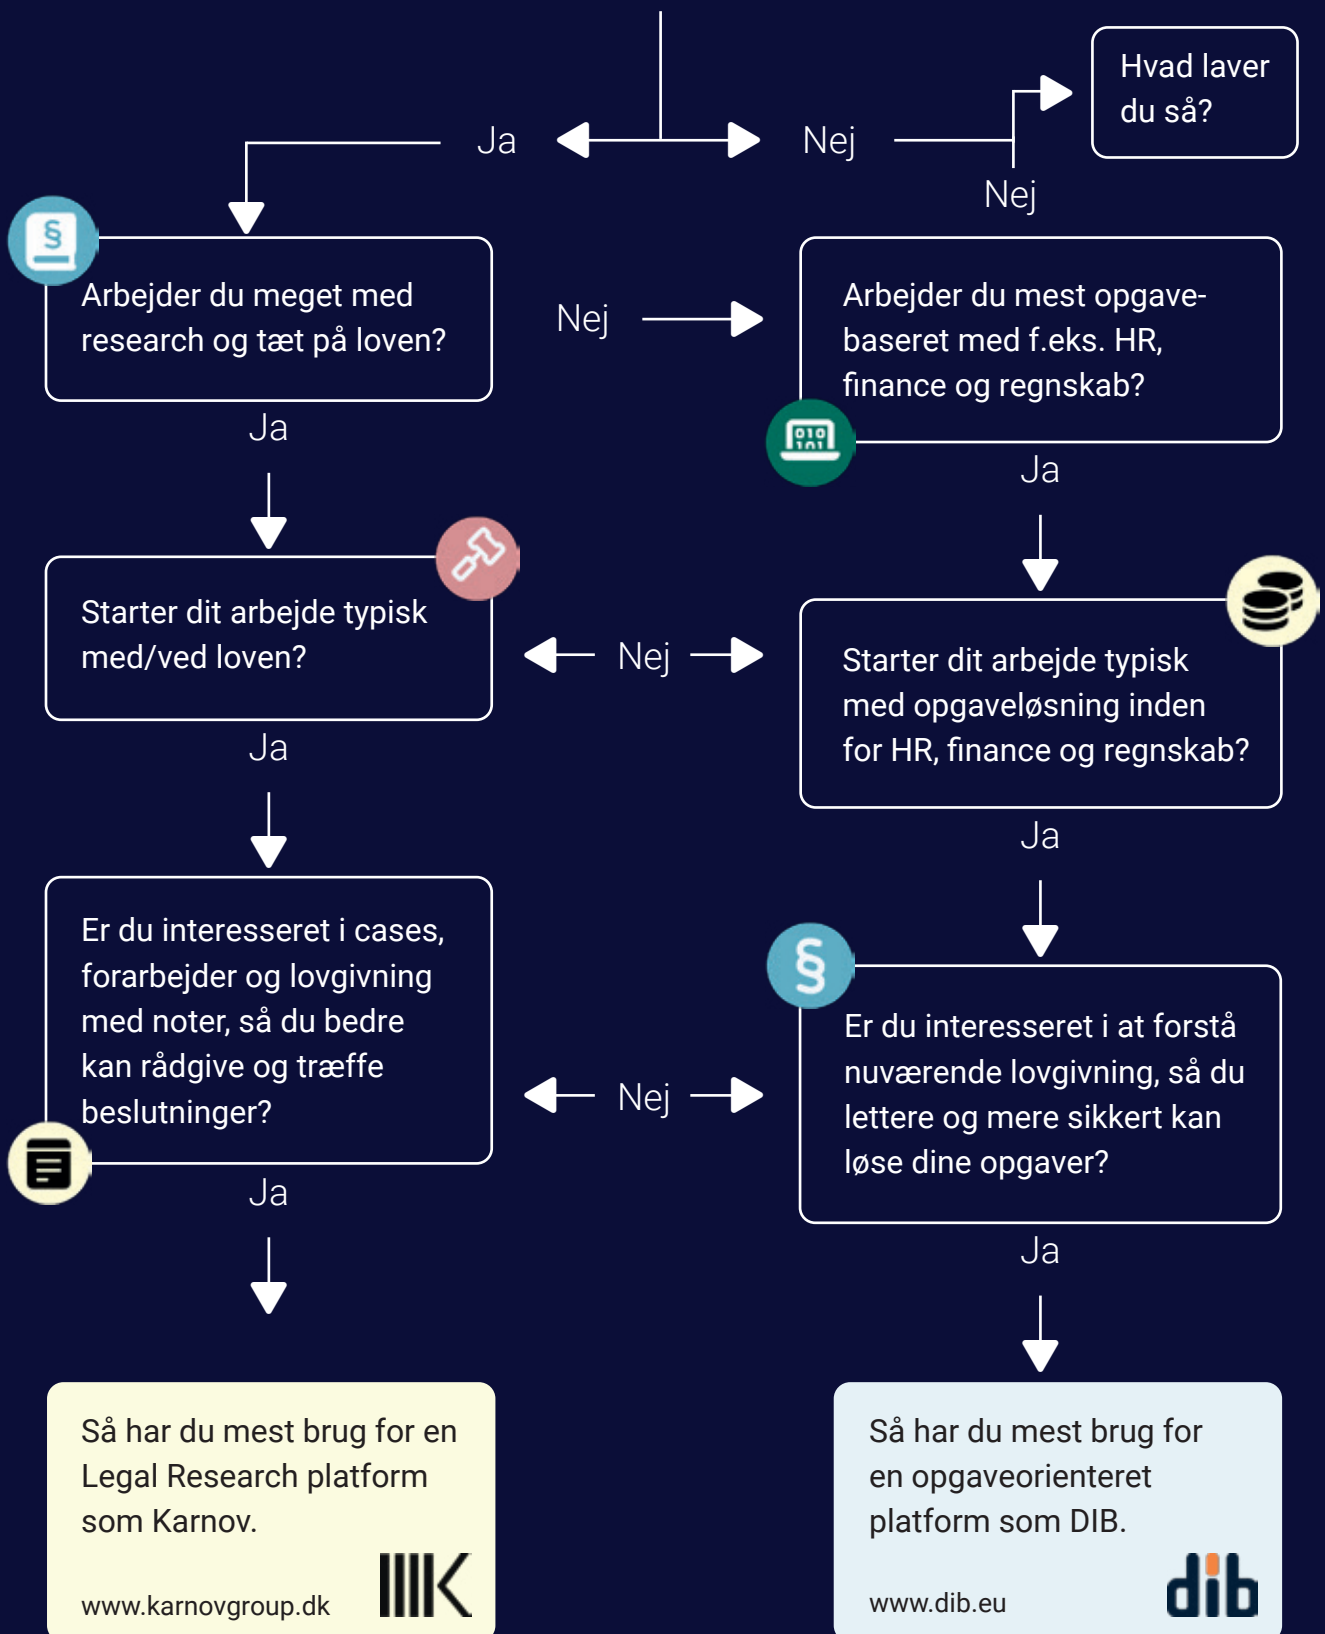 Hvad laver
du så?
Ja
Nej
Nej
§
Arbejder du meget med
research og tæt på loven?
Nej
Arbejder du mest opgave-
baseret med f.eks. HR,
finance og regnskab?
010
101
Ja
Ja
Starter dit arbejde typisk
med/ved loven?
Nej
Starter dit arbejde typisk
med opgaveløsning inden
for HR, finance og regnskab?
Ja
Ja
Er du interesseret i cases,
forarbejder og lovgivning
med noter, så du bedre
kan rådgive og træffe
beslutninger?
Nej
§
Er du interesseret i at forstå
nuværende lovgivning, så du
lettere og mere sikkert kan
løse dine opgaver?
Ja
Ja
Så har du mest brug for en
Legal Research platform
som Karnov.
www.karnovgroup.dk
K
Så har du mest brug for
en opgaveorienteret
platform som DIB.
www.dib.eu
dib